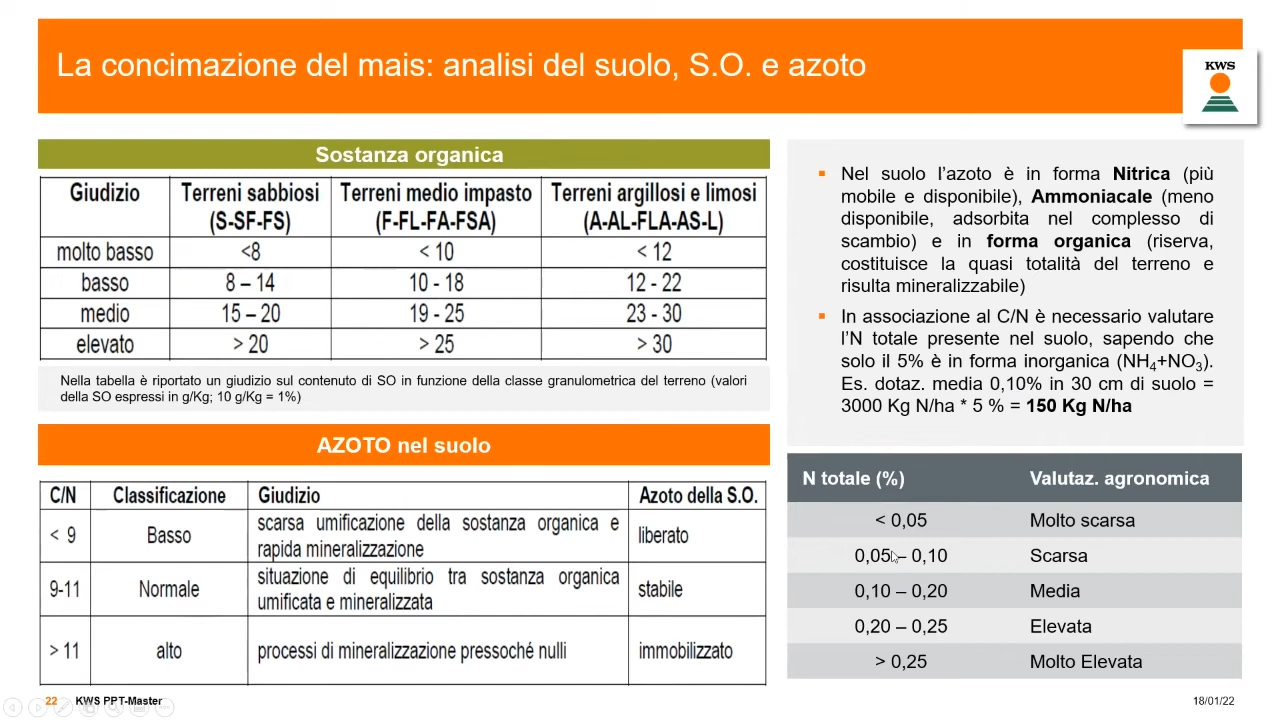 La concimazione del mais: analisi del suolo, S.O. e azoto
KWS
Sostanza organica
Giudizio Terreni sabbiosi (S-SF-FS) Terreni medio impasto (F-FL-FA-FSA) Terreni argillosi e limosi (A-AL-FLA-AS-L)
molto basso <8 < 10 < 12
basso 8 – 14 10 - 18 12 - 22
medio 15 – 20 19 - 25 23 - 30
elevato > 20 > 25 > 30
Nella tabella è riportato un giudizio sul contenuto di SO in funzione della classe granulometrica del terreno (valori
della SO espressi in g/Kg; 10 g/Kg = 1%)
AZOTO nel suolo
C/N Classificazione Giudizio Azoto della S.O.
< 9 Basso scarsa umificazione della sostanza organica e rapida mineralizzazione liberato
9-11 Normale situazione di equilibrio tra sostanza organica umificata e mineralizzata stabile
> 11 alto processi di mineralizzazione pressoché nulli immobilizzato
Nel suolo l’azoto è in forma Nitrica (più
mobile e disponibile), Ammoniacale (meno
disponibile, adsorbita nel complesso di
scambio) e in forma organica (riserva,
costituisce la quasi totalità del terreno e
risulta mineralizzabile)
In associazione al C/N è necessario valutare
l’N totale presente nel suolo, sapendo che
solo il 5% è in forma inorganica (NH4+NO3).
Es. dotaz. media 0,10% in 30 cm di suolo =
3000 Kg N/ha * 5 % = 150 Kg N/ha
N totale (%) Valutaz. agronomica
< 0,05 Molto scarsa
0,05 – 0,10 Scarsa
0,10 – 0,20 Media
0,20 – 0,25 Elevata
> 0,25 Molto Elevata
22 KWS PPT-Master
18/01/22